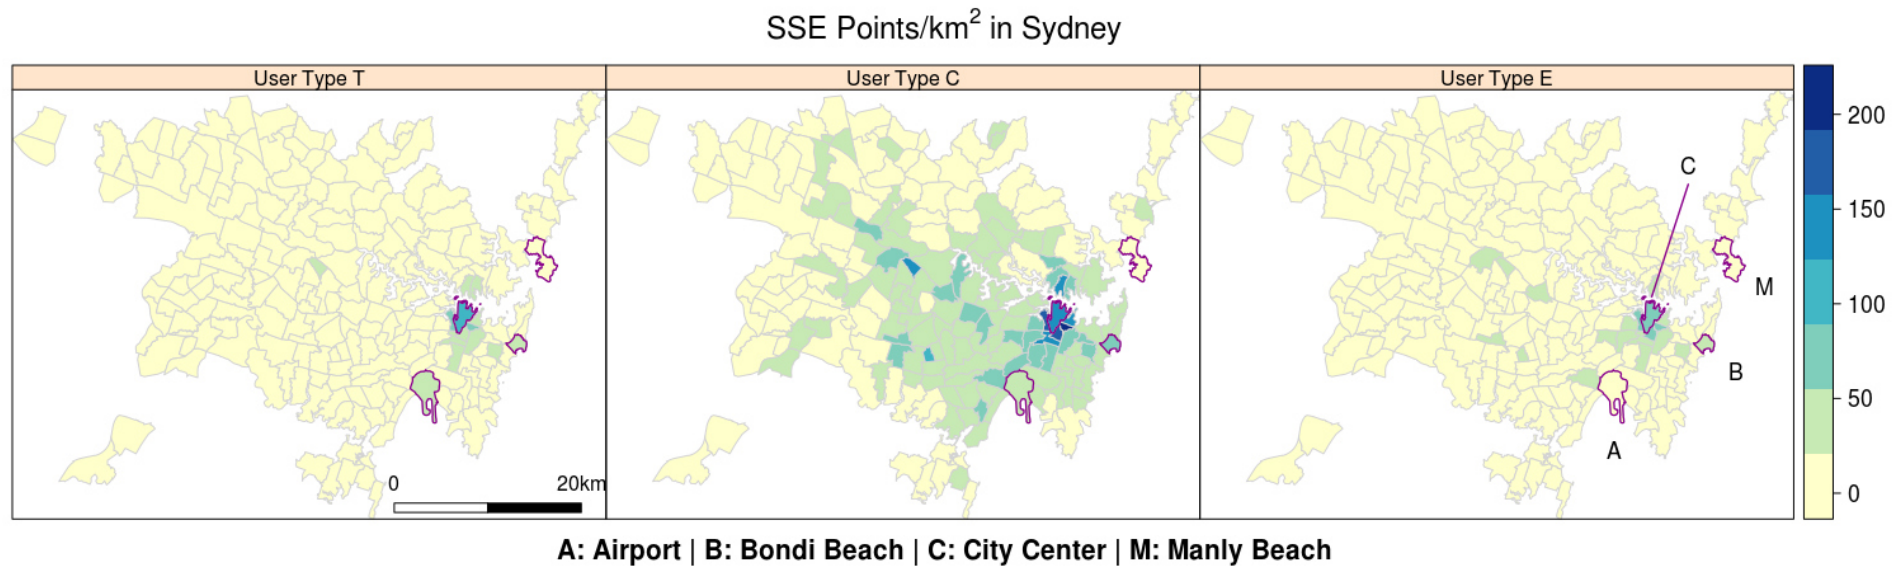 SSE Points/km² in Sydney
User Type T
User Type C
User Type E
200
150
100
50
0
C
M
B
A
0 20km
A: Airport | B: Bondi Beach | C: City Center | M: Manly Beach